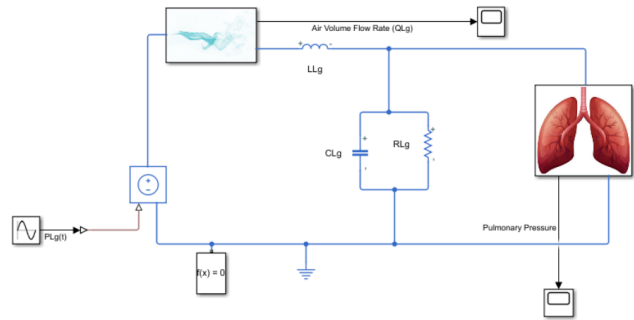 Air Volume Flow Rate (QLg)
+
-
LLg
+
CLg
-
RLg
+
-
+
-
PLg(t)
Pulmonary Pressure
f(x) = 0